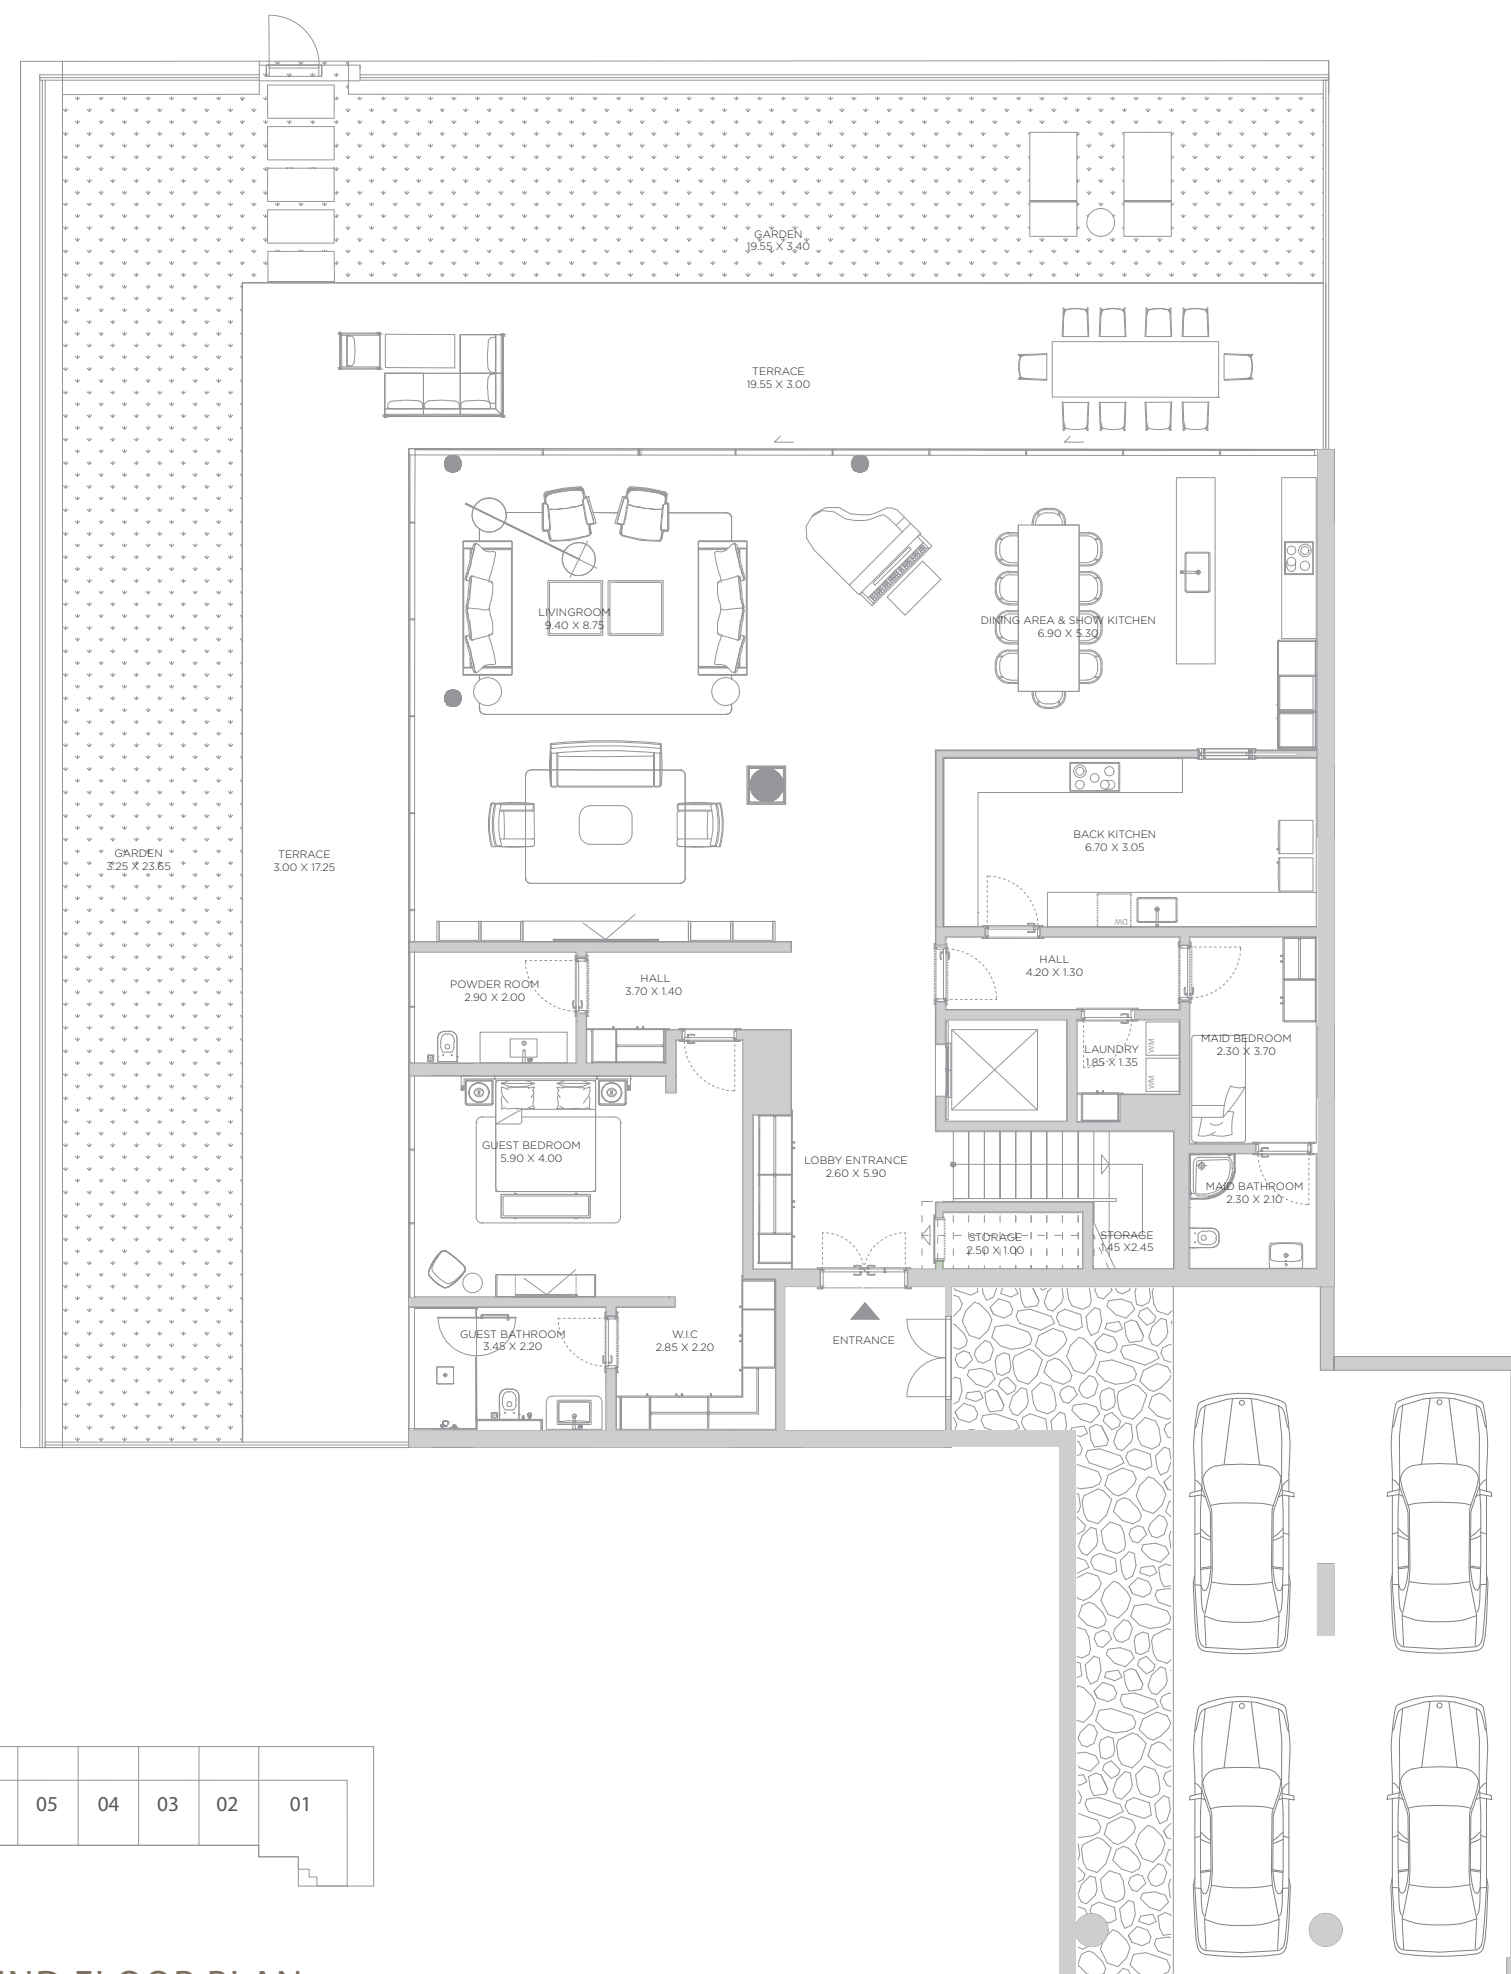 GARDEN
19.55 X 3.40
TERRACE
19.55 X 3.00
LIVINGROOM
9.40 X 8.75
DINING AREA & SHOW KITCHEN
6.90 X 5.30
BACK KITCHEN
6.70 X 3.05
GARDEN
3.25 X 23.65
TERRACE
3.00 X 17.25
DW
HALL
4.20 X 1.30
HALL
3.70 X 1.40
POWDER ROOM
2.90 X 2.00
MAID BEDROOM
2.30 X 3.70
LAUNDRY
1.85 X 1.35
WM
WM
GUEST BEDROOM
5.90 X 4.00
LOBBY ENTRANCE
2.60 X 5.90
MAID BATHROOM
2.30 X 2.10
STORAGE
2.50 X 1.00
STORAGE
1.45 X2.45
GUEST BATHROOM
3.45 X 2.20
W.I.C
2.85 X 2.20
ENTRANCE
05 04 03 02 01
FLOOR PLAN